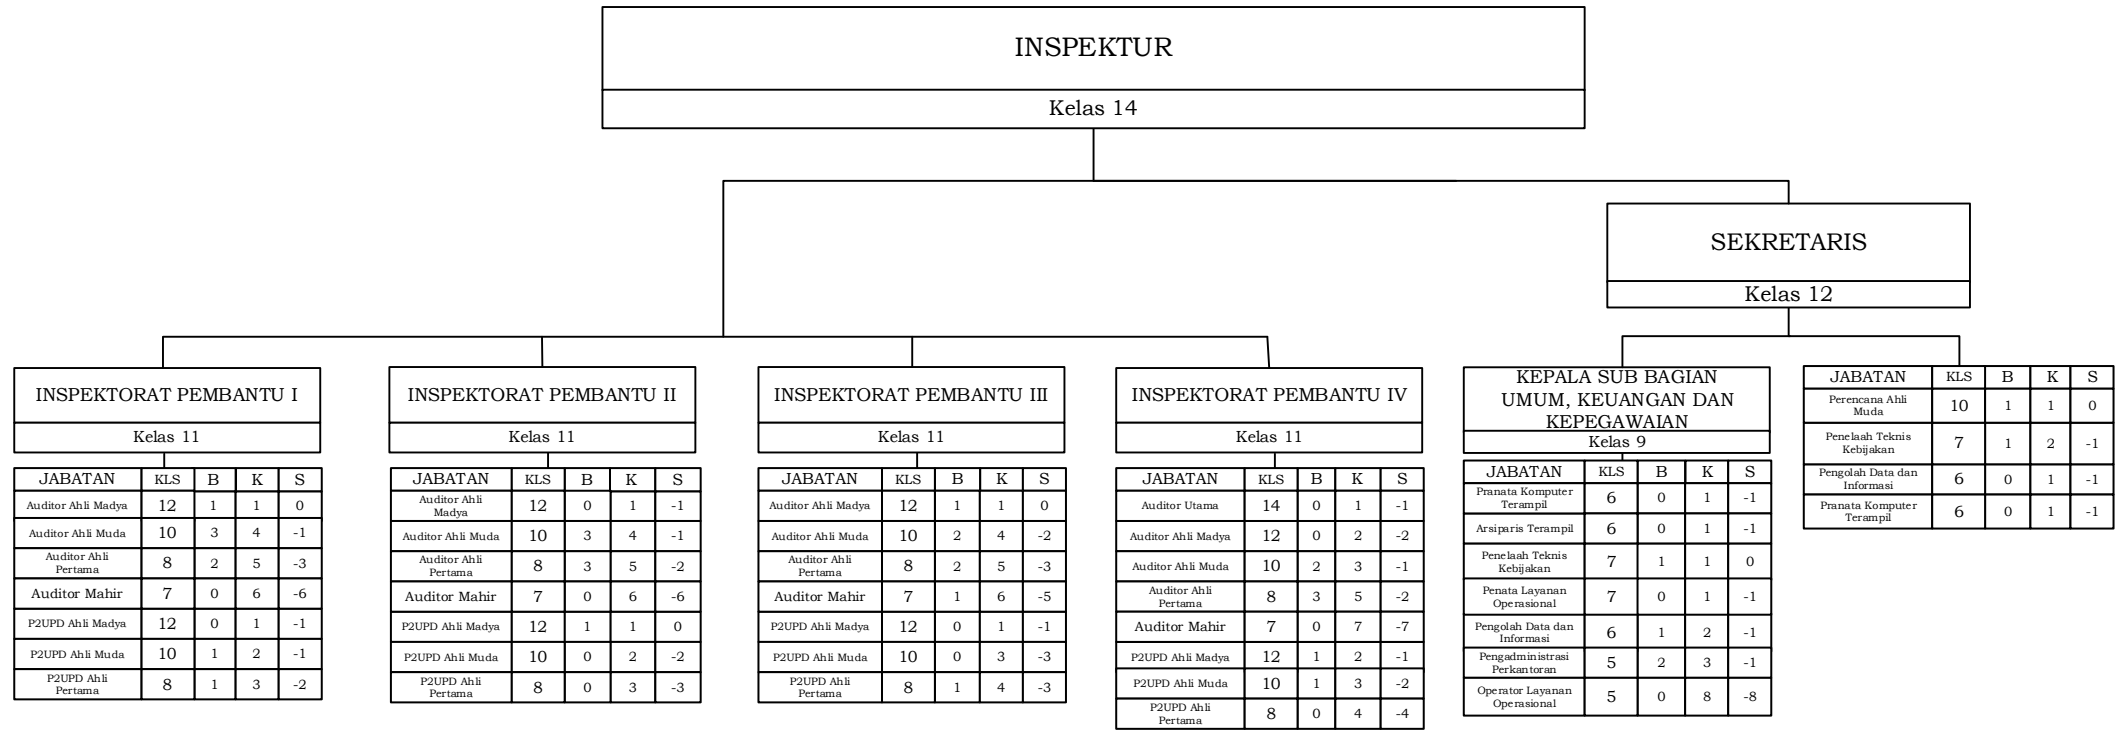 INSPEKTUR
Kelas 14
SEKRETARIS
Kelas 12
INSPEKTORAT PEMBANTU I
Kelas 11
JABATAN KLS B K S
Auditor Ahli Madya 12 1 1 0
Auditor Ahli Muda 10 3 4 -1
Auditor Ahli
Pertama 8 2 5 -3
Auditor Mahir 7 0 6 -6
P2UPD Ahli Madya 12 0 1 -1
P2UPD Ahli Muda 10 1 2 -1
P2UPD Ahli
Pertama 8 1 3 -2
INSPEKTORAT PEMBANTU II
Kelas 11
JABATAN KLS B K S
Auditor Ahli
Madya 12 0 1 -1
Auditor Ahli Muda 10 3 4 -1
Auditor Ahli
Pertama 8 3 5 -2
Auditor Mahir 7 0 6 -6
P2UPD Ahli Madya 12 1 1 0
P2UPD Ahli Muda 10 0 2 -2
P2UPD Ahli
Pertama 8 0 3 -3
INSPEKTORAT PEMBANTU III
Kelas 11
JABATAN KLS B K S
Auditor Ahli Madya 12 1 1 0
Auditor Ahli Muda 10 2 4 -2
Auditor Ahli
Pertama 8 2 5 -3
Auditor Mahir 7 1 6 -5
P2UPD Ahli Madya 12 0 1 -1
P2UPD Ahli Muda 10 0 3 -3
P2UPD Ahli
Pertama 8 1 4 -3
INSPEKTORAT PEMBANTU IV
Kelas 11
JABATAN KLS B K S
Auditor Utama 14 0 1 -1
Auditor Ahli Madya 12 0 2 -2
Auditor Ahli Muda 10 2 3 -1
Auditor Ahli
Pertama 8 3 5 -2
Auditor Mahir 7 0 7 -7
P2UPD Ahli Madya 12 1 2 -1
P2UPD Ahli Muda 10 1 3 -2
P2UPD Ahli
Pertama 8 0 4 -4
KEPALA SUB BAGIAN
UMUM, KEUANGAN DAN
KEPEGAWAIAN
Kelas 9
JABATAN KLS B K S
Pranata Komputer
Terampil 6 0 1 -1
Arsiparis Terampil 6 0 1 -1
Penelaah Teknis
Kebijakan 7 1 1 0
Penata Layanan
Operasional 7 0 1 -1
Pengolah Data dan
Informasi 6 1 2 -1
Pengadministrasi
Perkantoran 5 2 3 -1
Operator Layanan
Operasional 5 0 8 -8
JABATAN KLS B K S
Perencana Ahli
Muda 10 1 1 0
Penelaah Teknis
Kebijakan 7 1 2 -1
Pengolah Data dan
Informasi 6 0 1 -1
Pranata Komputer
Terampil 6 0 1 -1